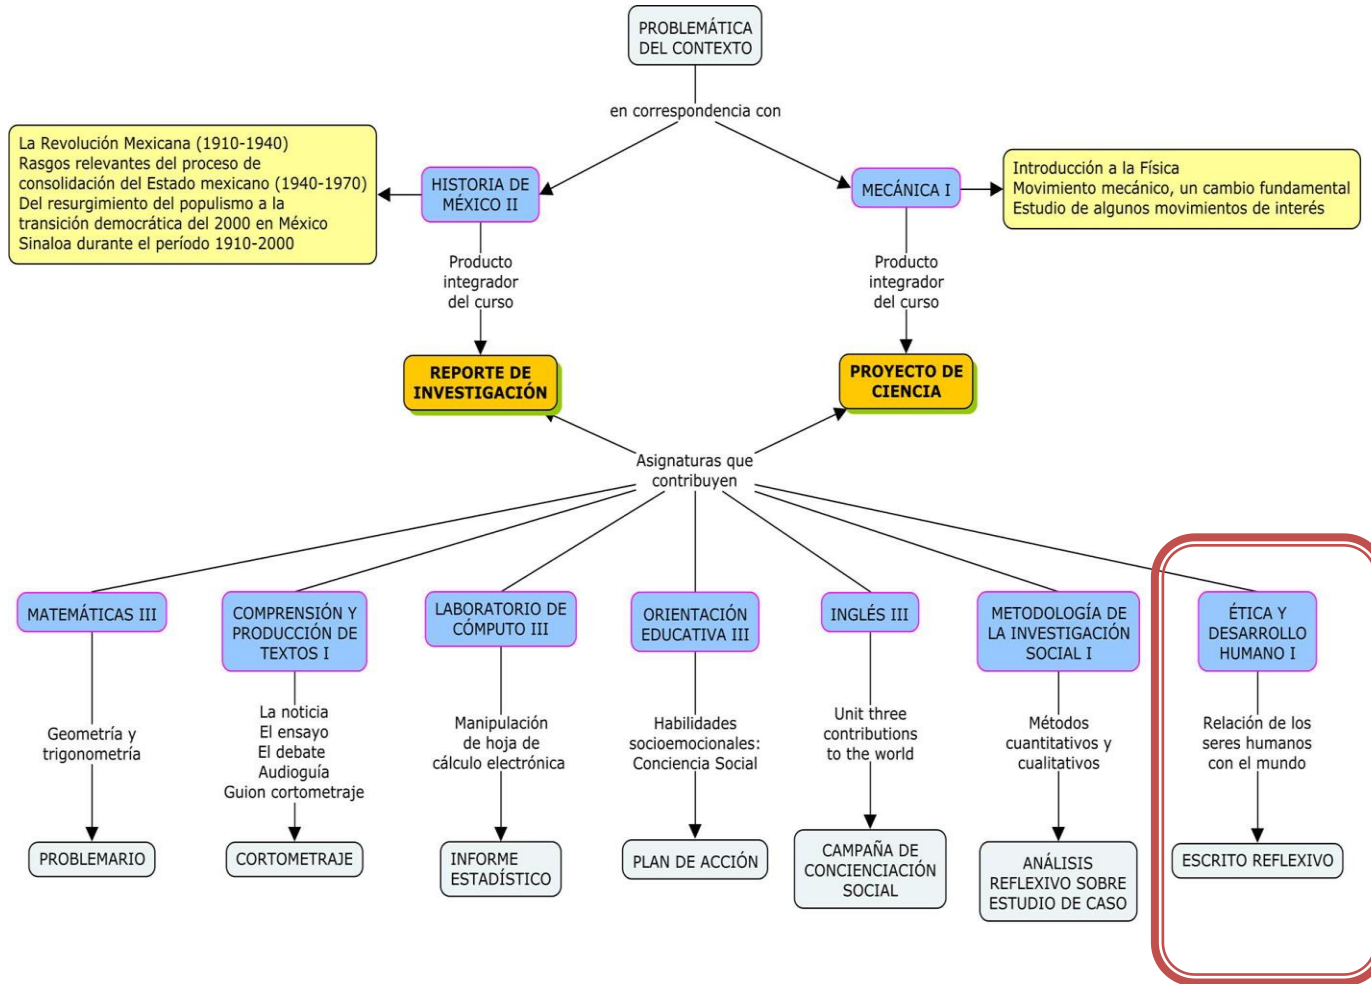 PROBLEMÁTICA
DEL CONTEXTO
en correspondencia con
La Revolución Mexicana (1910-1940)
Rasgos relevantes del proceso de
consolidación del Estado mexicano (1940-1970)
Del resurgimiento del populismo a la
transición democrática del 2000 en México
Sinaloa durante el período 1910-2000
HISTORIA DE
MÉXICO II
MECÁNICA I
Introducción a la Física
Movimiento mecánico, un cambio fundamental
Estudio de algunos movimientos de interés
Producto
integrador
del curso
Producto
integrador
del curso
REPORTE DE
INVESTIGACIÓN
PROYECTO DE
CIENCIA
Asignaturas que
contribuyen
MATEMÁTICAS III
COMPRENSIÓN Y
PRODUCCIÓN DE
TEXTOS I
LABORATORIO DE
CÓMPUTO III
ORIENTACIÓN
EDUCATIVA III
INGLÉS III
METODOLOGÍA DE
LA INVESTIGACIÓN
SOCIAL I
ÉTICA Y
DESARROLLO
HUMANO I
Geometría y
trigonometría
La noticia
El ensayo
El debate
Audioguía
Guion cortometraje
Manipulación
de hoja de
cálculo electrónica
Habilidades
socioemocionales:
Conciencia Social
Unit three
contributions
to the world
Métodos
cuantitativos y
cualitativos
Relación de los
seres humanos
con el mundo
PROBLEMARIO
CORTOMETRAJE
INFORME
ESTADÍSTICO
PLAN DE ACCIÓN
CAMPAÑA DE
CONCIENCIACIÓN
SOCIAL
ANÁLISIS
REFLEXIVO SOBRE
ESTUDIO DE CASO
ESCRITO REFLEXIVO